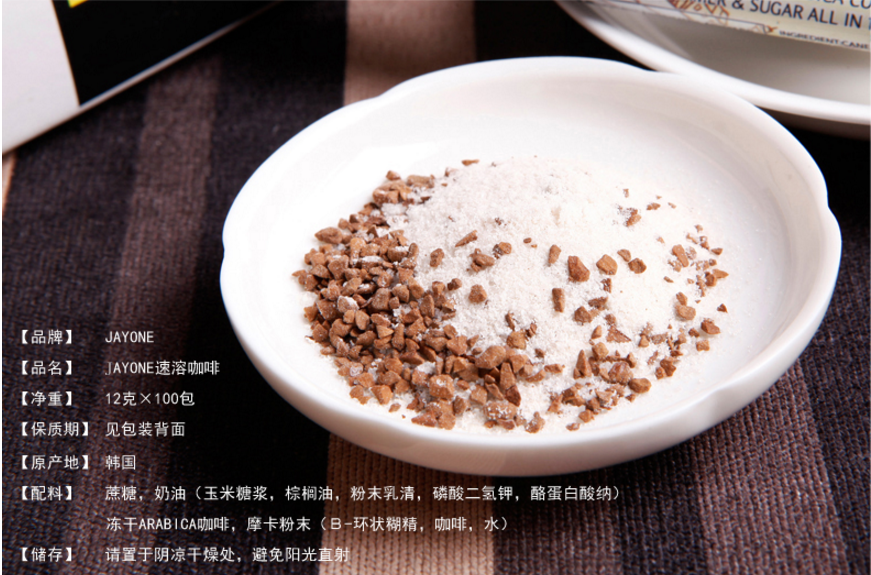 & SUGAR ALL IN 1
INGREDIENT:CANE
【品牌】 JAYONE
【品名】 JAYONE速溶咖啡
【净重】 12克×100包
【保质期】 见包装背面
【原产地】 韩国
【配料】 蔗糖，奶油（玉米糖浆，棕榈油，粉末乳清，磷酸二氢钾，酪蛋白酸纳）
冻干ARABICA咖啡，摩卡粉末（B-环状糊精，咖啡，水）
【储存】 请置于阴凉干燥处，避免阳光直射